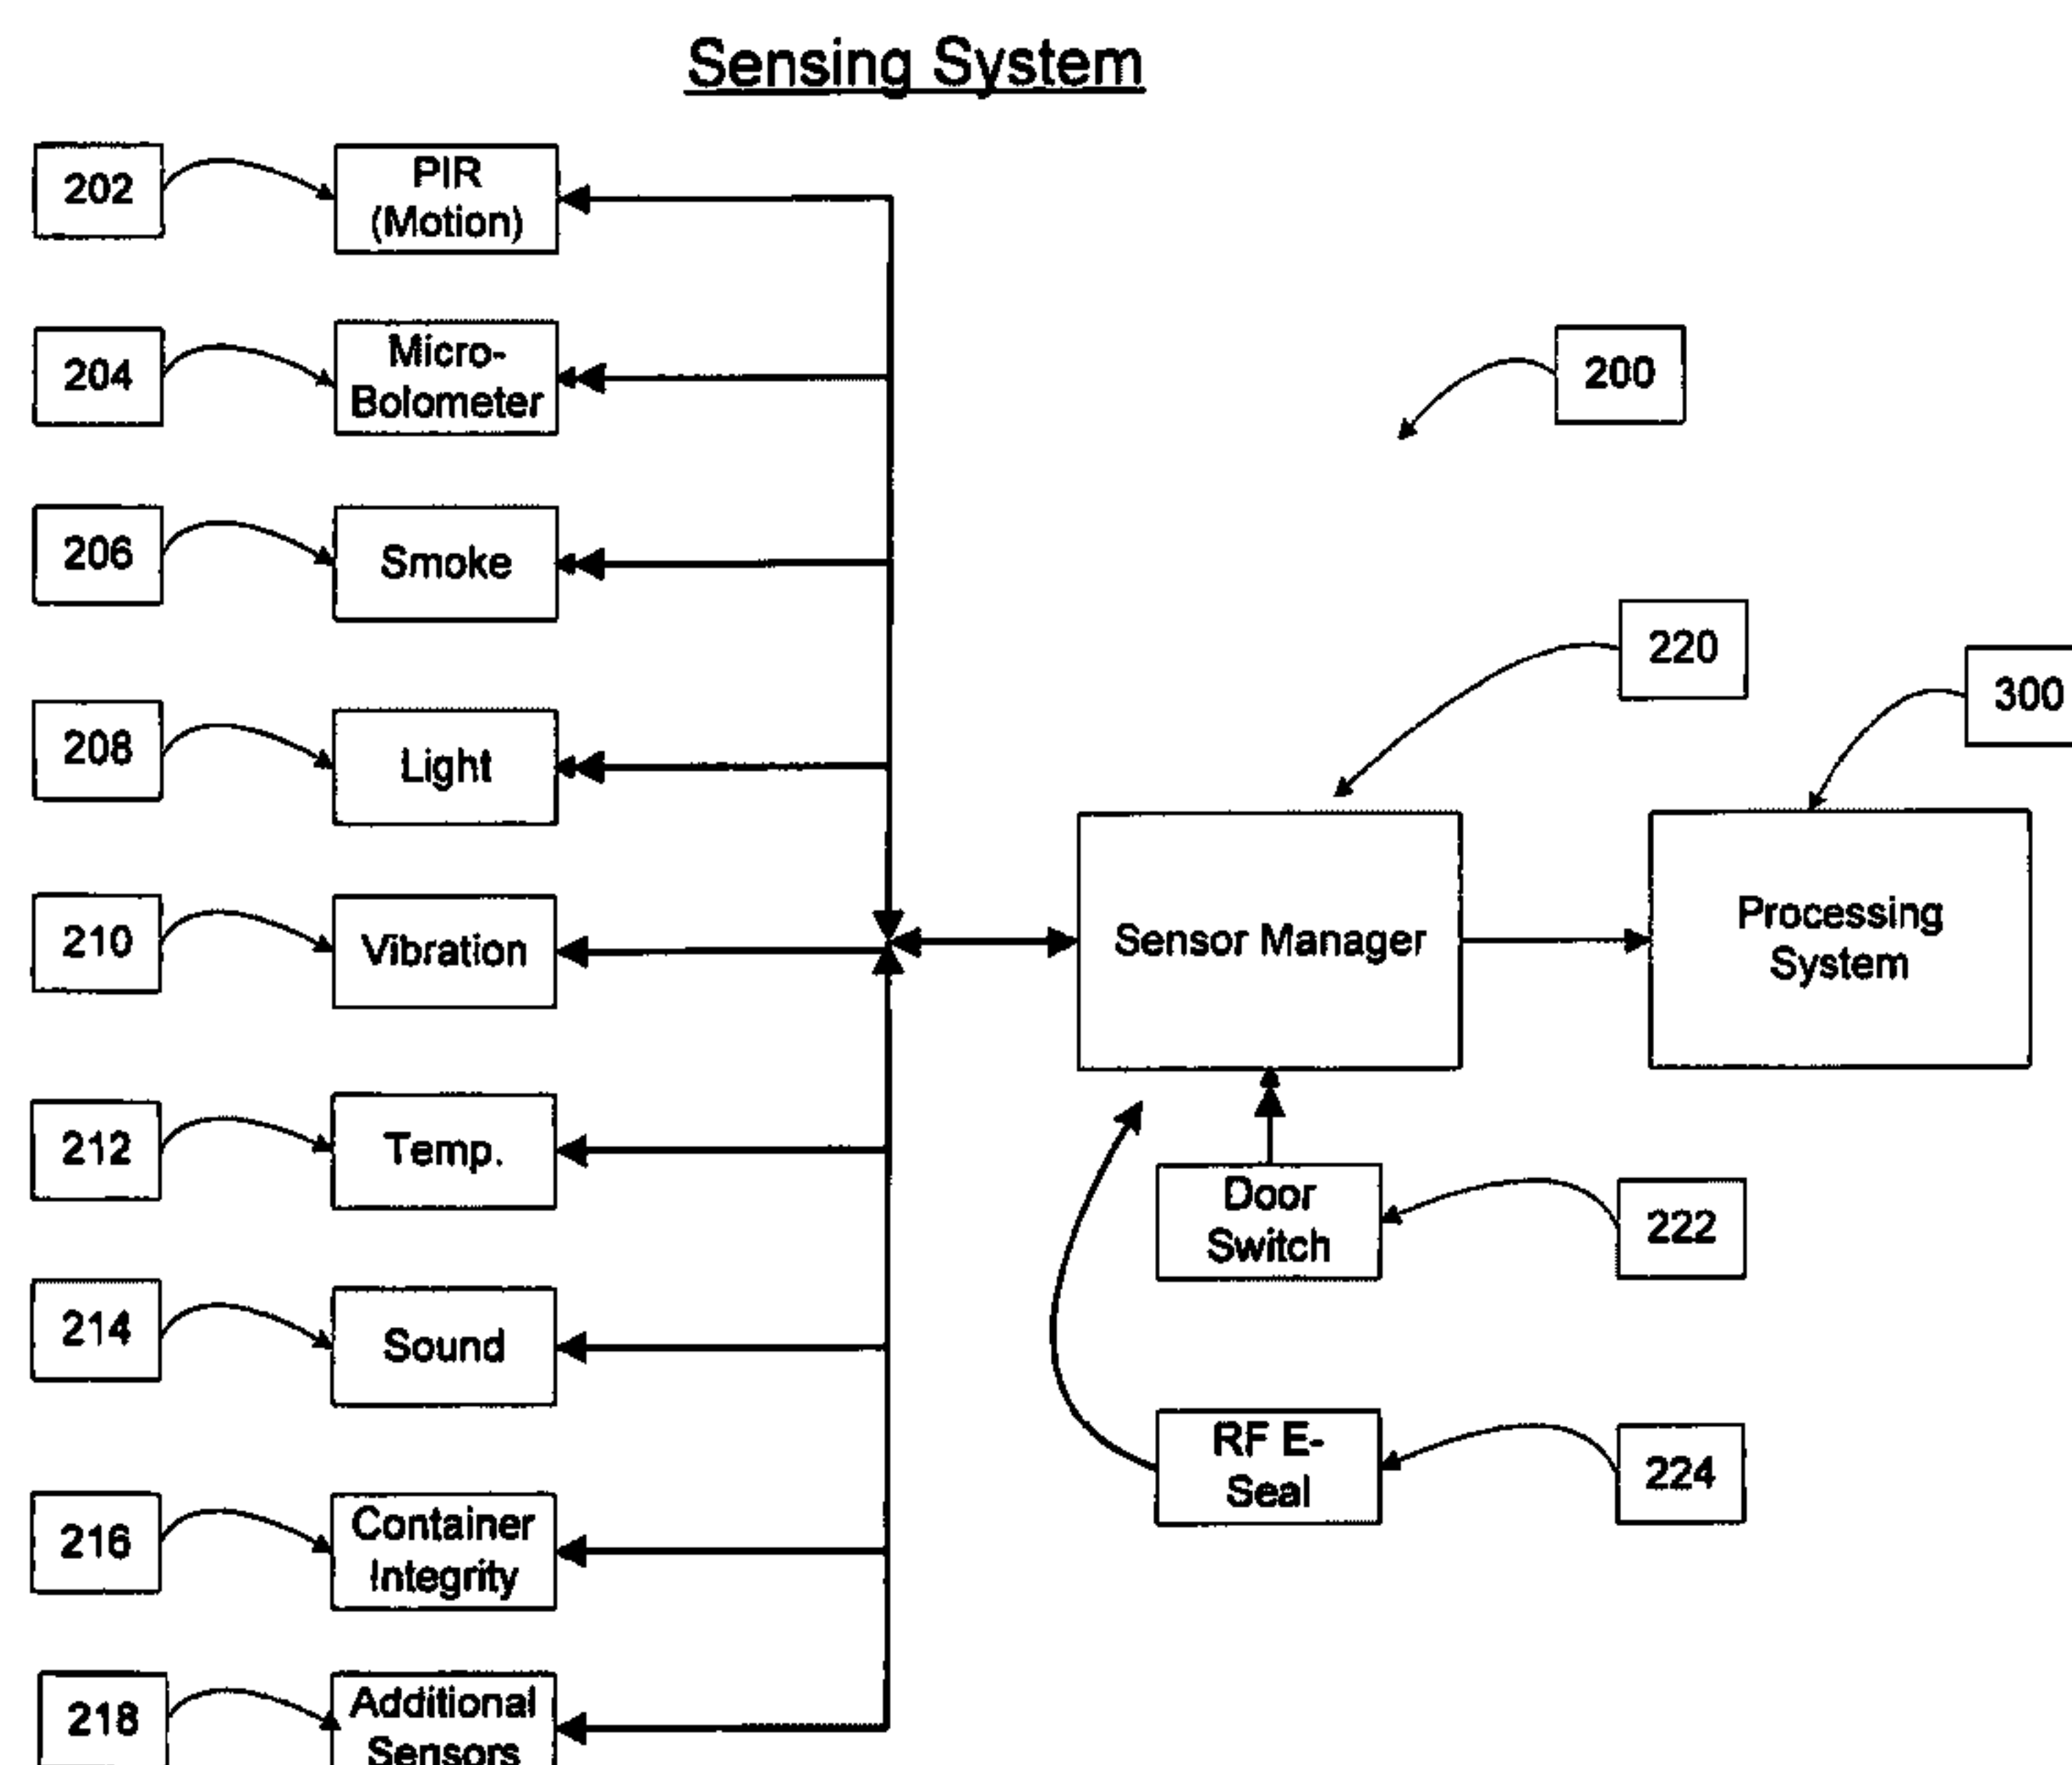 Sensing System
202
PIR
(Motion)
204
Micro-
Bolometer
200
206
Smoke
220
300
208
Light
210
Vibration
Sensor Manager
Processing
System
212
Temp.
Door
Switch
222
214
Sound
RF E-
Seal
224
216
Container
Integrity
218
Additional
Sensors